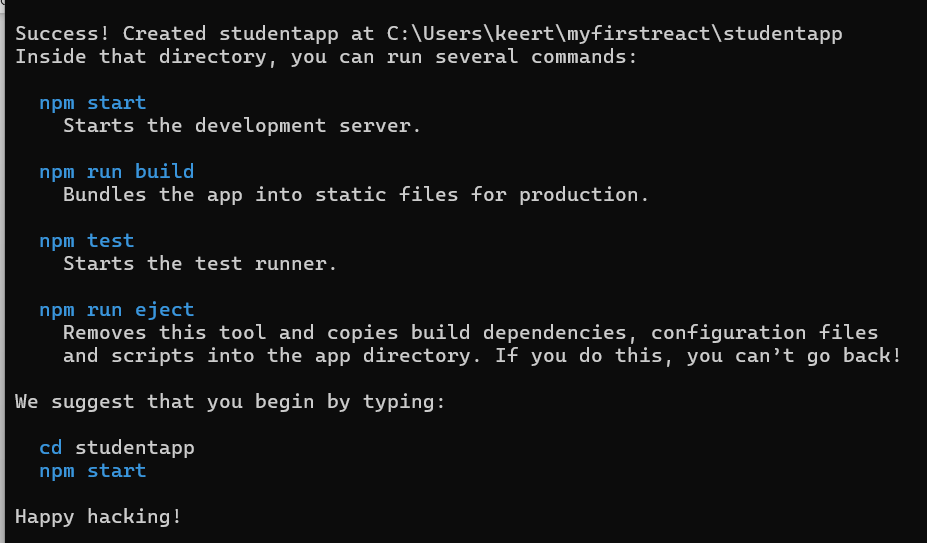 Success! Created studentapp at C:\Users\keert\myfirstreact\studentapp
Inside that directory, you can run several commands:
npm start
Starts the development server.
npm run build
Bundles the app into static files for production.
npm test
Starts the test runner.
npm run eject
Removes this tool and copies build dependencies, configuration files
and scripts into the app directory. If you do this, you can’t go back!
We suggest that you begin by typing:
cd studentapp
npm start
Happy hacking!